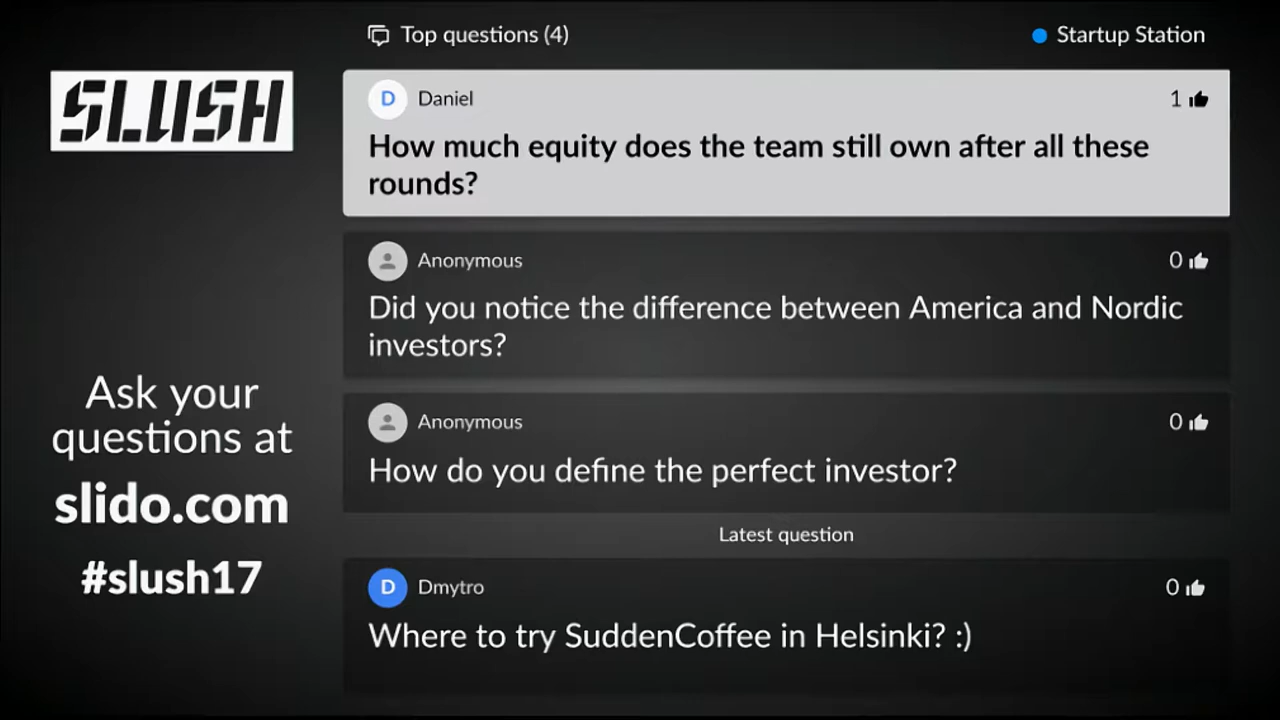 Top questions (4)
Startup Station
SLUSH
D Daniel
1
How much equity does the team still own after all these
rounds?
Anonymous
0
Did you notice the difference between America and Nordic
investors?
Anonymous
0
How do you define the perfect investor?
Latest question
D Dmytro
0
Where to try SuddenCoffee in Helsinki? :)
Ask your
questions at
slido.com
#slush17